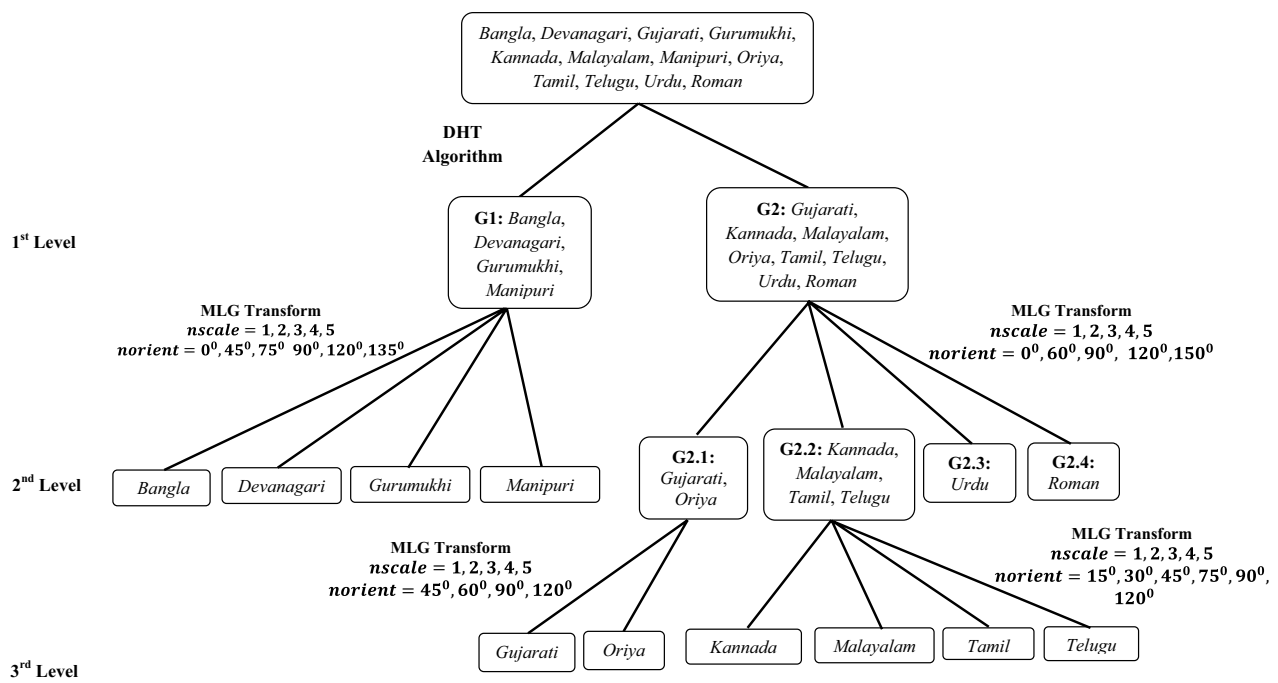 Bangla, Devanagari, Gujarati, Gurumukhi,
Kannada, Malayalam, Manipuri, Oriya,
Tamil, Telugu, Urdu, Roman
DHT
Algorithm
1st Level
G1: Bangla,
Devanagari,
Gurumukhi,
Manipuri
G2: Gujarati,
Kannada, Malayalam,
Oriya, Tamil, Telugu,
Urdu, Roman
MLG Transform
nscale = 1, 2, 3, 4, 5
norient = 0⁰, 45⁰, 75⁰ 90⁰, 120⁰, 135⁰
MLG Transform
nscale = 1, 2, 3, 4, 5
norient = 0⁰, 60⁰, 90⁰, 120⁰, 150⁰
2nd Level
Bangla
Devanagari
Gurumukhi
Manipuri
G2.1:
Gujarati,
Oriya
G2.2: Kannada,
Malayalam,
Tamil, Telugu
G2.3:
Urdu
G2.4:
Roman
MLG Transform
nscale = 1, 2, 3, 4, 5
norient = 45⁰, 60⁰, 90⁰, 120⁰
MLG Transform
nscale = 1, 2, 3, 4, 5
norient = 15⁰, 30⁰, 45⁰, 75⁰, 90⁰,
120⁰
3rd Level
Gujarati
Oriya
Kannada
Malayalam
Tamil
Telugu